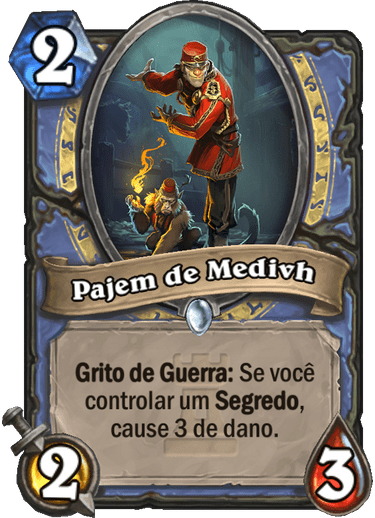 2
Pajem de Medivh
Grito de Guerra: Se você
controlar um Segredo,
cause 3 de dano.
2
3